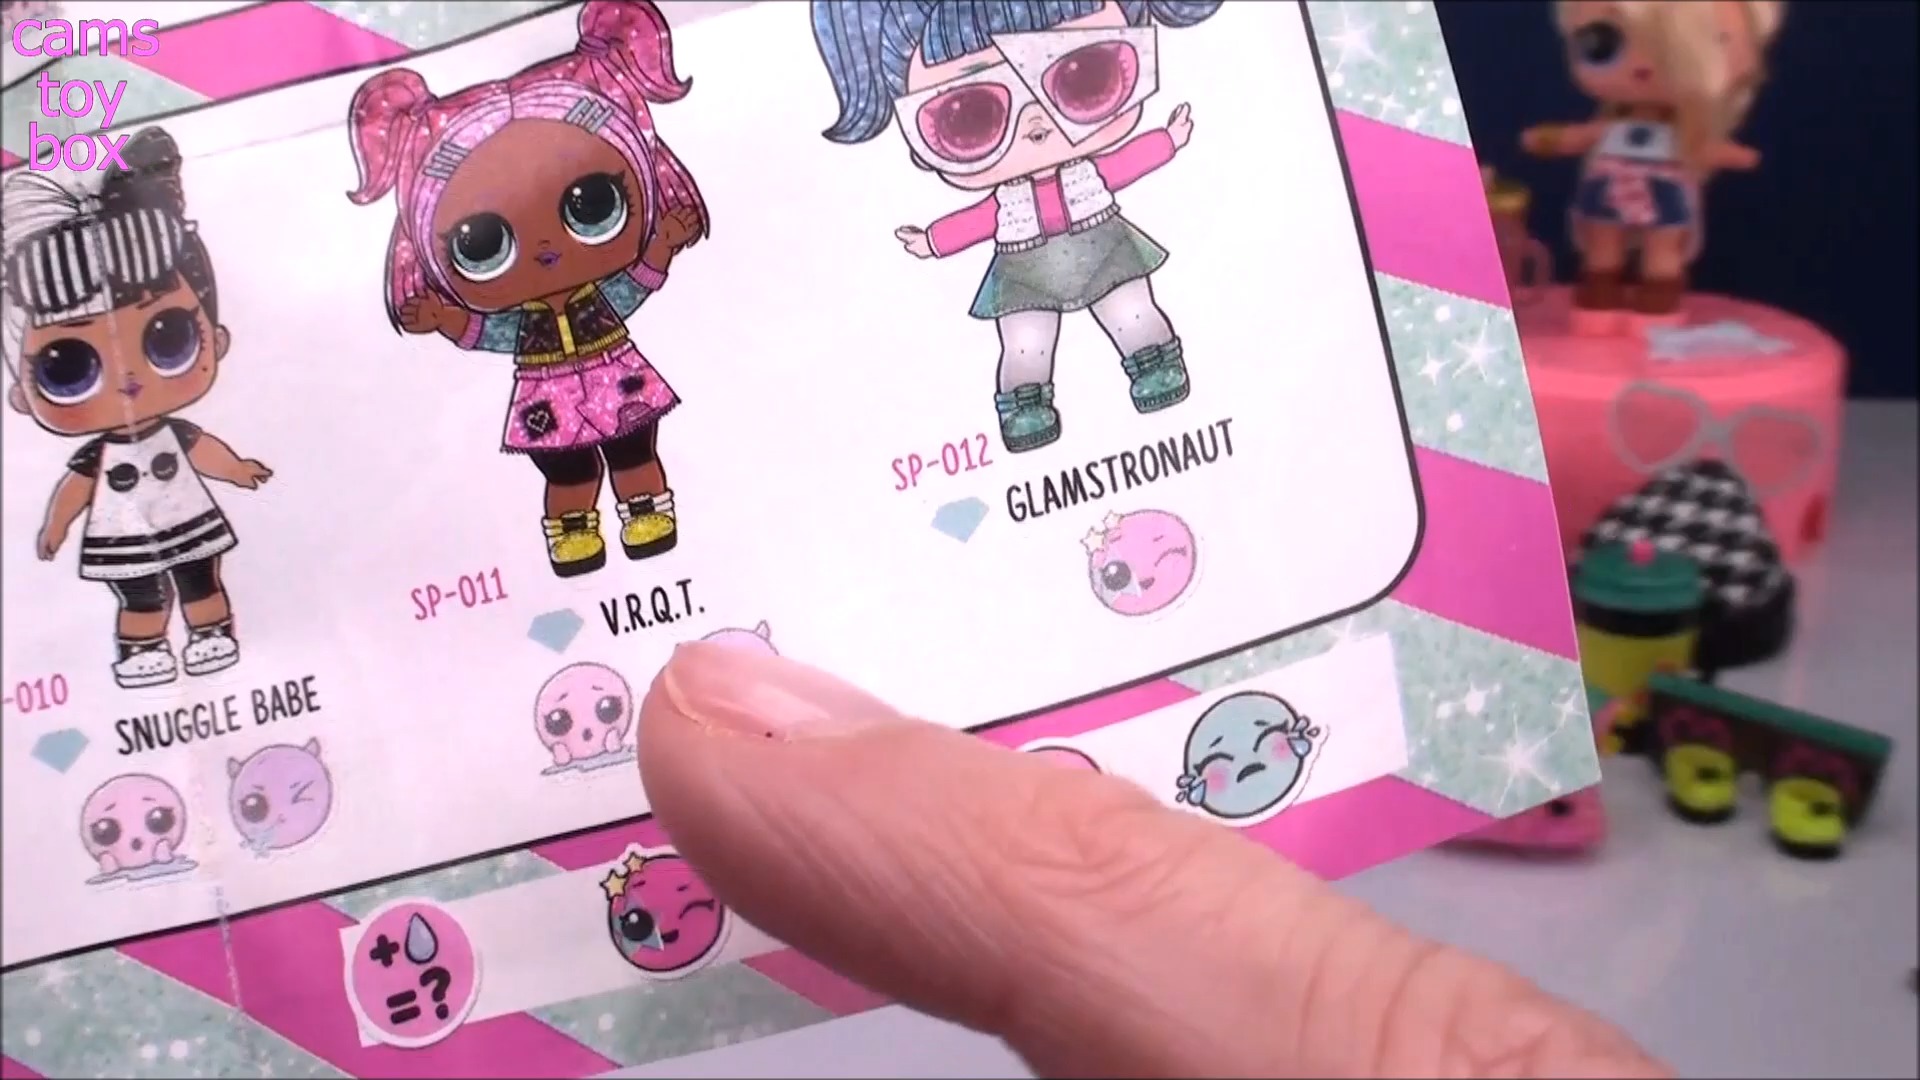 cams
toy
box
SP-012
GLAMSTRONAUT
SP-011
V.R.Q.T.
-010
SNUGGLE BABE
+
=?